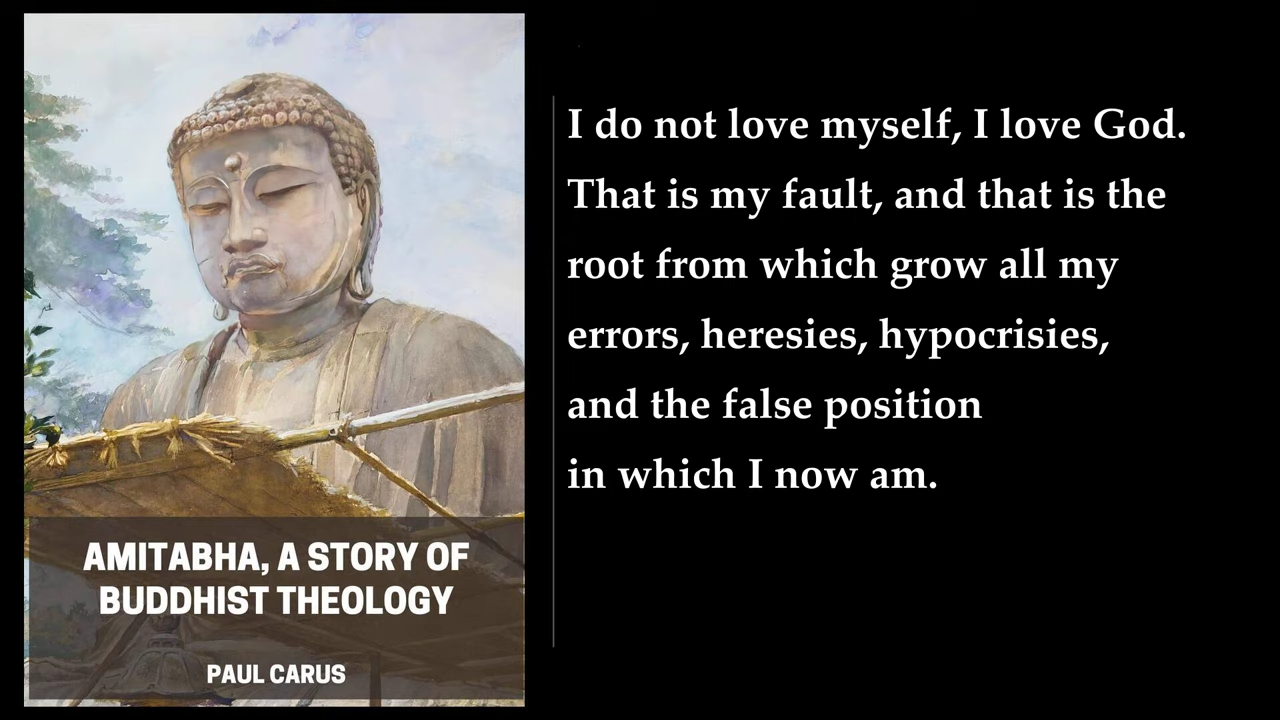 I do not love myself, I love God.
That is my fault, and that is the
root from which grow all my
errors, heresies, hypocrisies,
and the false position
in which I now am.
AMITABHA, A STORY OF
BUDDHIST THEOLOGY
PAUL CARUS